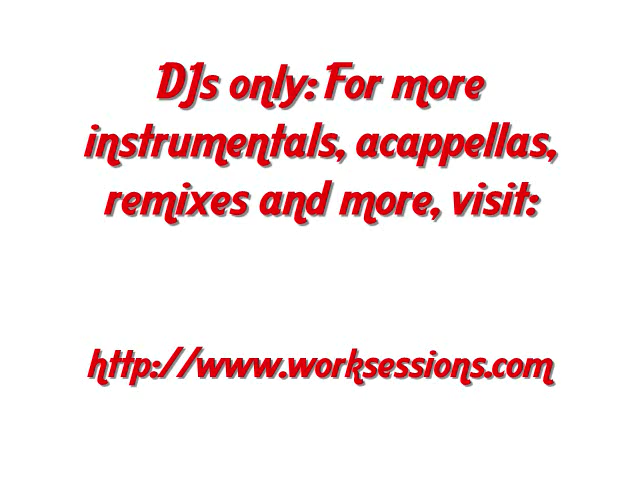 DJs only: For more
instrumentals, acappellas,
remixes and more, visit:
http://www.worksessions.com